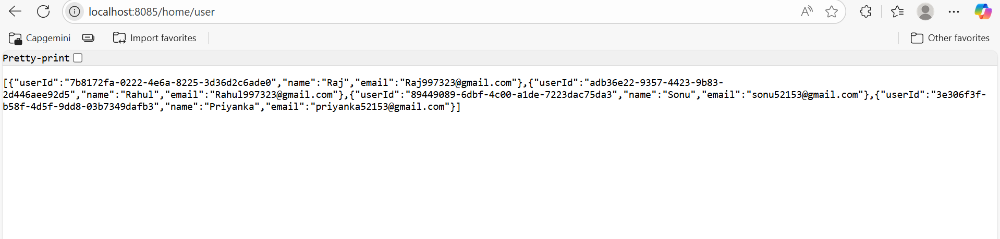 localhost:8085/home/user
Capgemini
Import favorites
Other favorites
Pretty-print
[{"userId":"7b8172fa-0222-4e6a-8225-3d36d2c6ade0","name":"Raj","email":"Raj997323@gmail.com"},{"userId":"adb36e22-9357-4423-9b83-
2d446aee92d5","name":"Rahul","email":"Rahul997323@gmail.com"},{"userId":"89449089-6dbf-4c00-a1de-7223dac75da3","name":"Sonu","email":"sonu52153@gmail.com"},{"userId":"3e306f3f-
b58f-4d5f-9dd8-03b7349dafb3","name":"Priyanka","email":"priyanka52153@gmail.com"}]